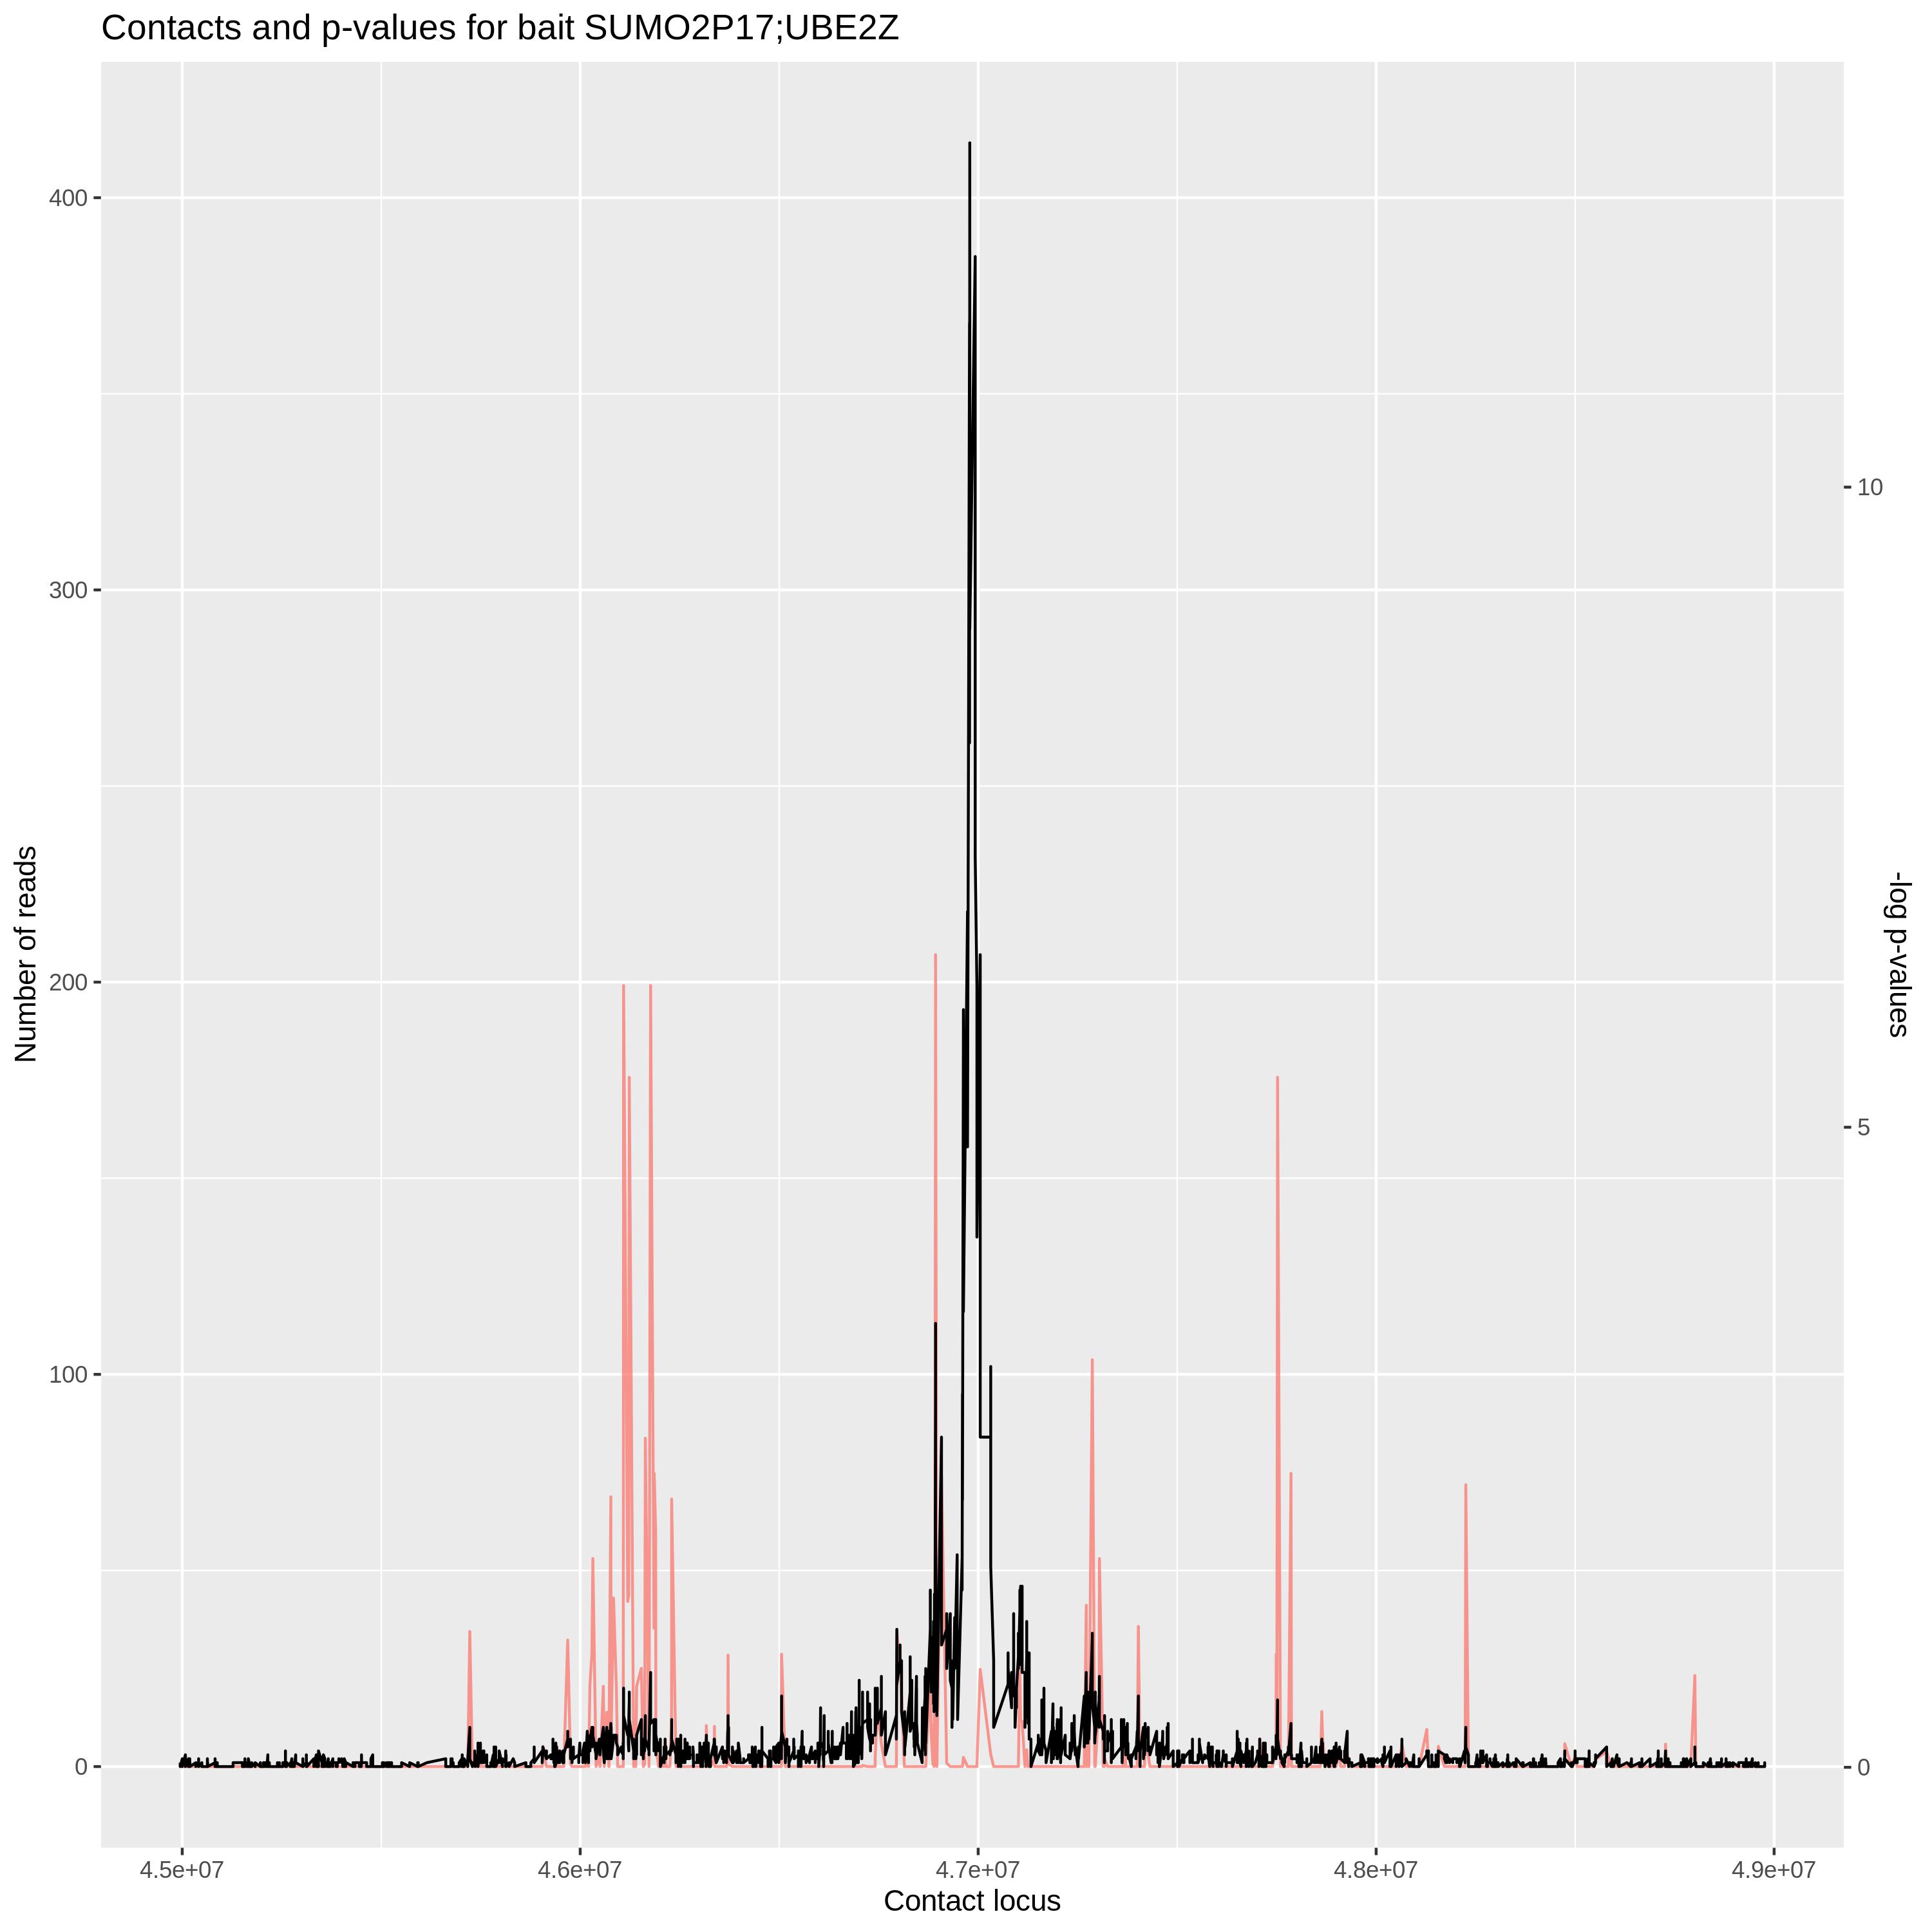 Contacts and p-values for bait SUMO2P17;UBE2Z
400
300
200
100
0
Number of reads
10
5
0
-log p-values
4.5e+07
4.6e+07
4.7e+07
4.8e+07
4.9e+07
Contact locus